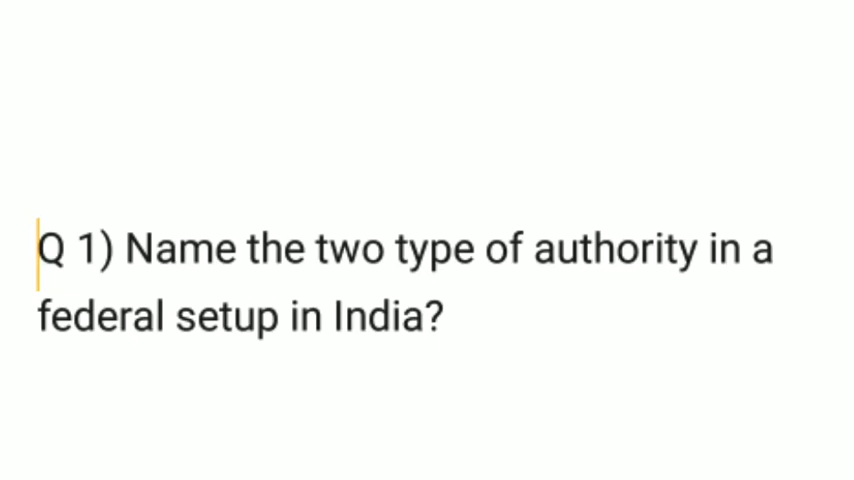 Q 1) Name the two type of authority in a
federal setup in India?